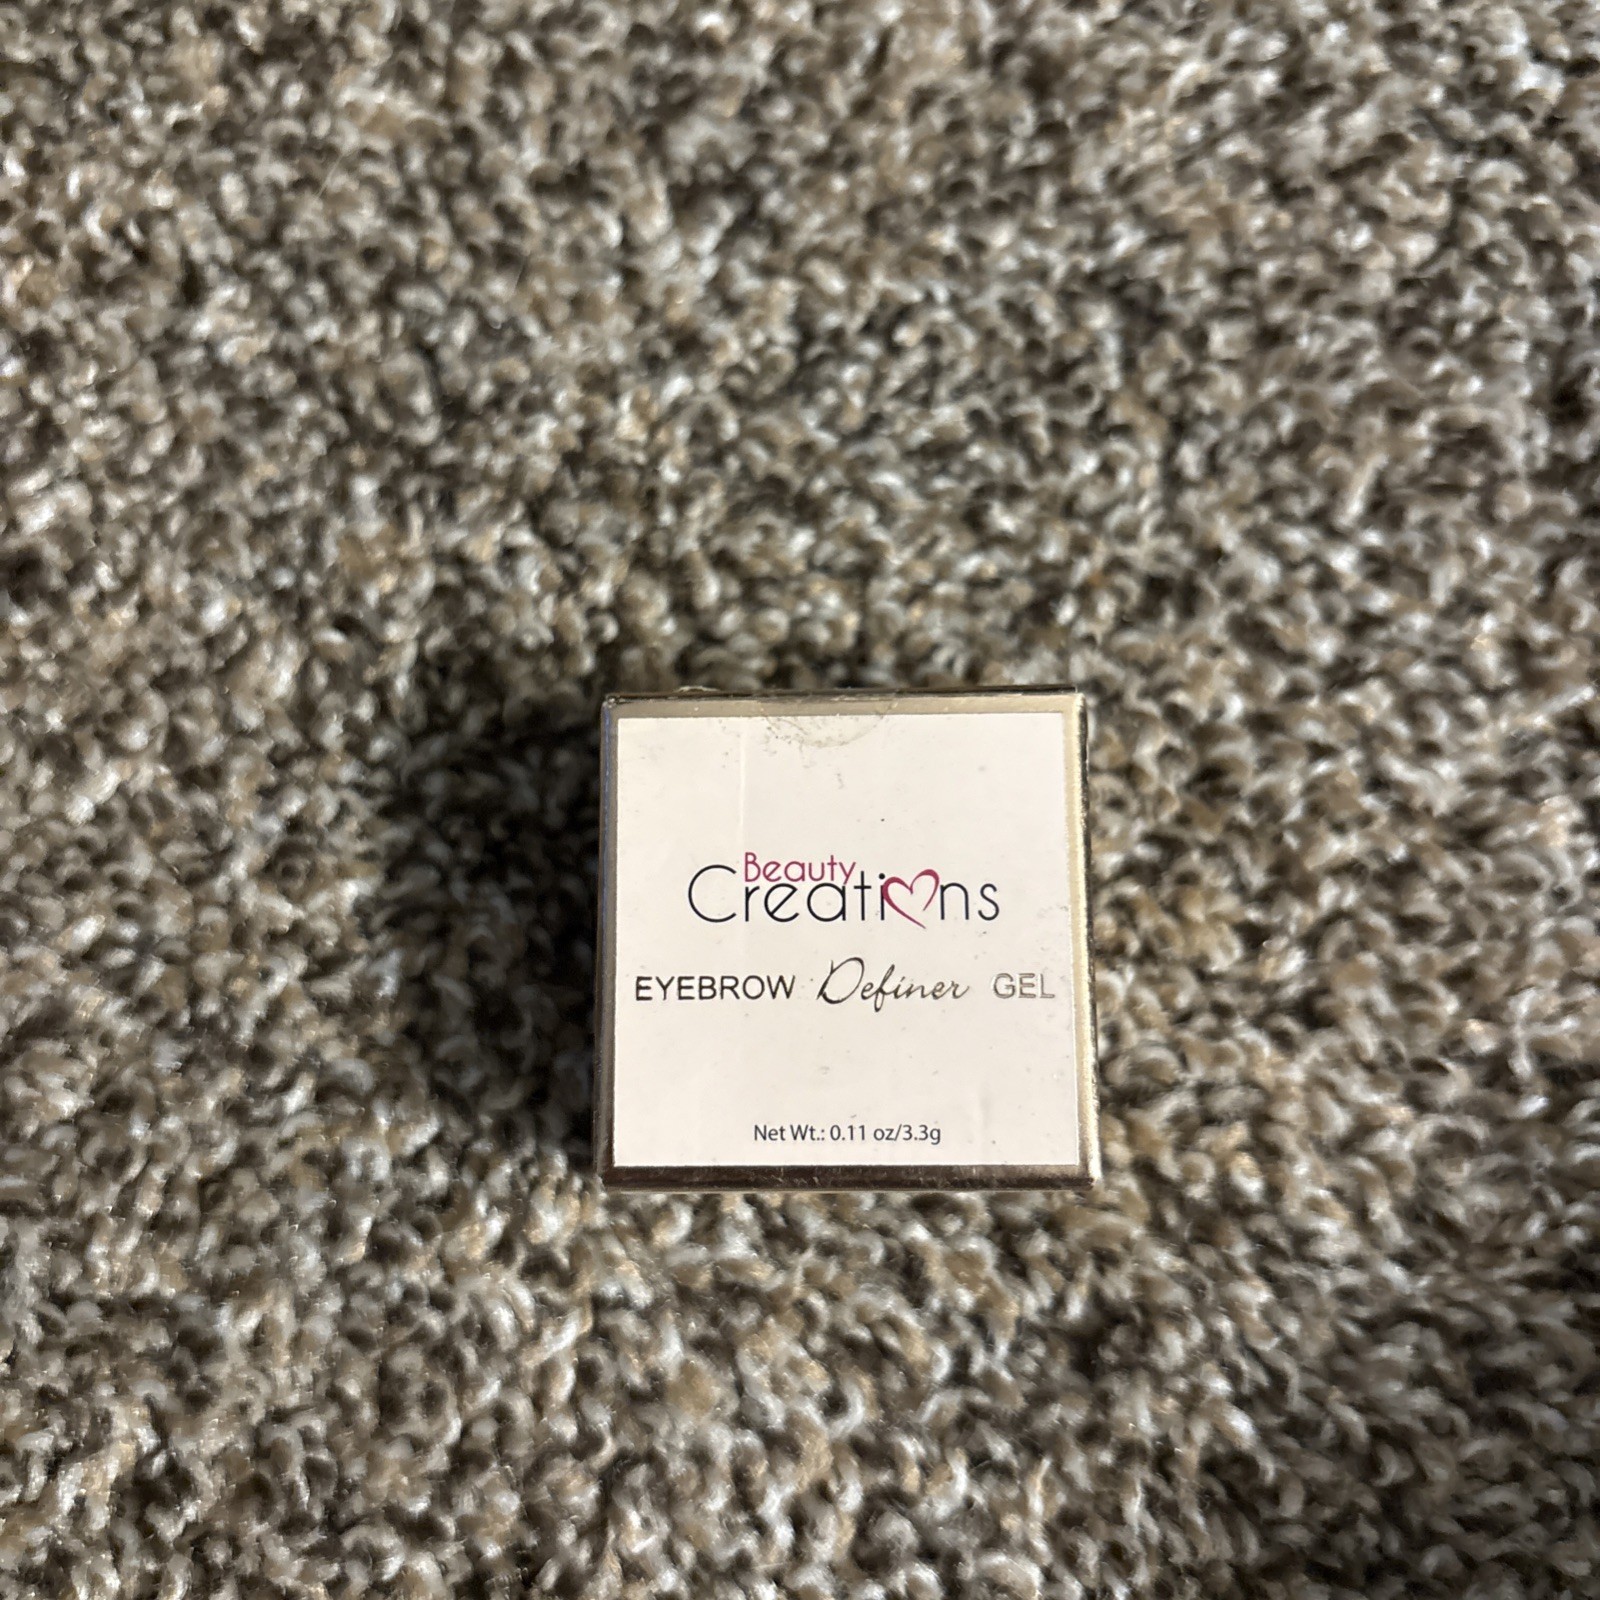 Beauty
Creations
EYEBROW Definer GEL
Net Wt.: 0.11 oz/3.3g